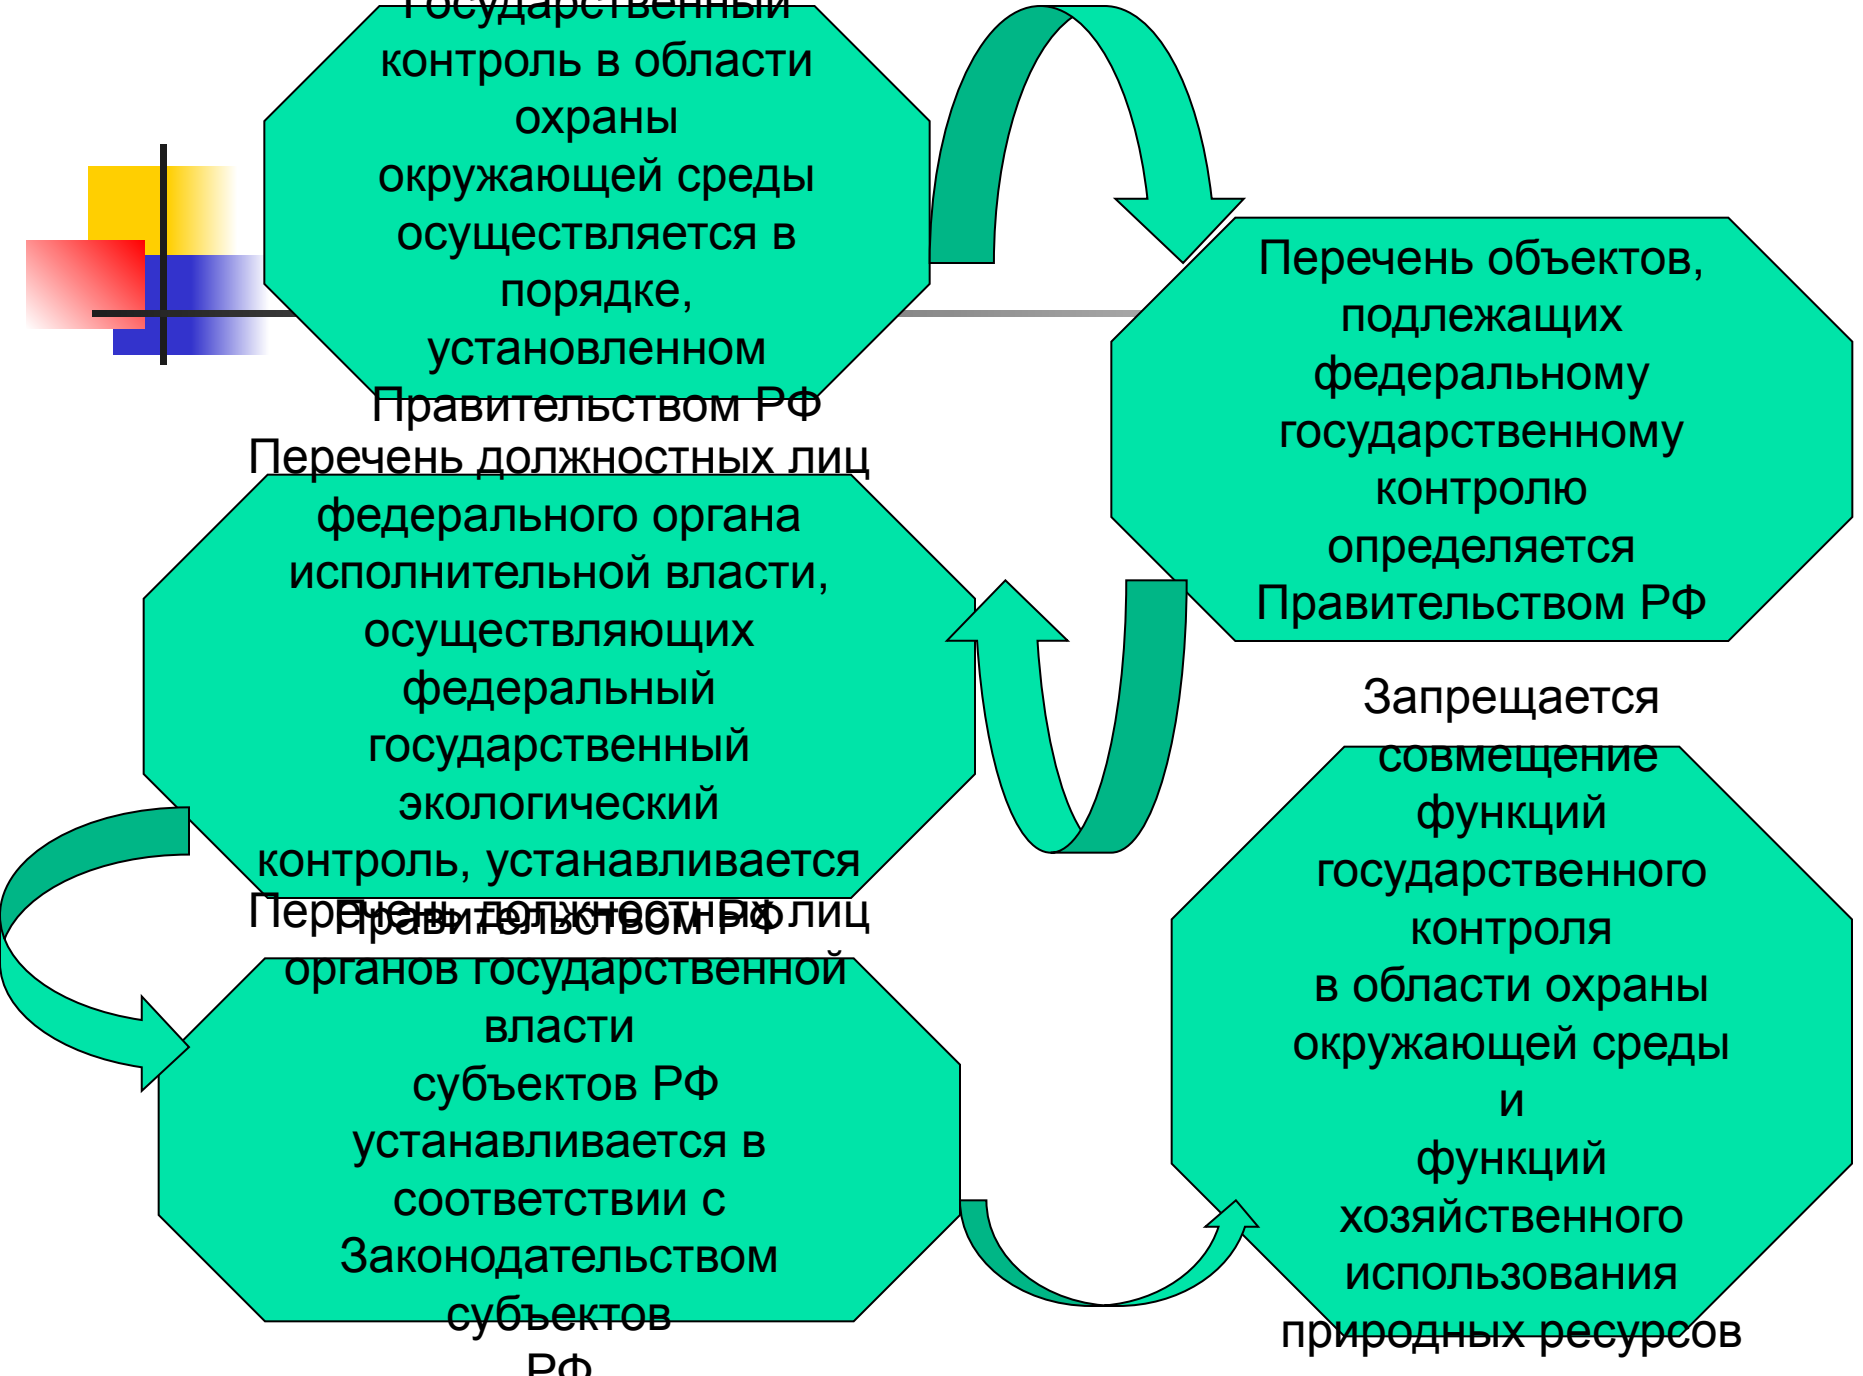 Государственный
контроль в области
охраны
окружающей среды
осуществляется в
порядке,
установленном
Правительством РФ
Перечень объектов,
подлежащих
федеральному
государственному
контролю
определяется
Правительством РФ
Перечень должностных лиц
федерального органа
исполнительной власти,
осуществляющих
федеральный
государственный
экологический
контроль, устанавливается
Правительством РФ
Перечень должностных лиц
органов государственной
власти
субъектов РФ
устанавливается в
соответствии с
Законодательством
субъектов
РФ
Запрещается
совмещение
функций
государственного
контроля
в области охраны
окружающей среды
и
функций
хозяйственного
использования
природных ресурсов